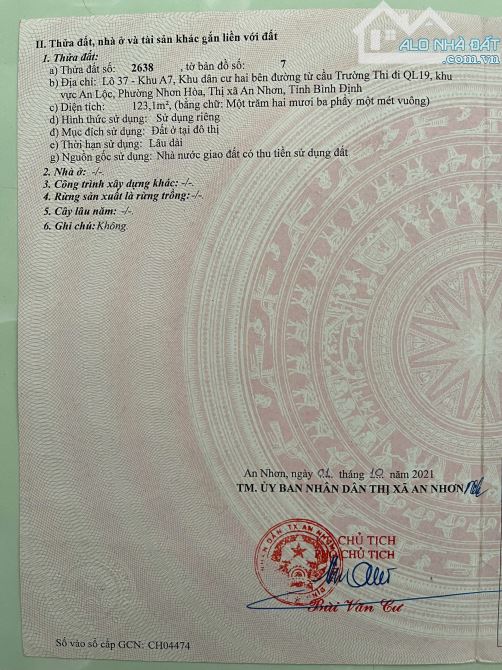 ALO NHÀ ĐẤT
.com.vn
II. Thửa đất, nhà ở và tài sản khác gắn liền với đất
1. Thửa đất:
a) Thửa đất số: 2638 , tờ bản đồ số: 7
b) Địa chỉ: Lô 37 - Khu A7, Khu dân cư hai bên đường từ cầu Trường Thi đi QL19, khu
vực An Lộc, Phường Nhơn Hòa, Thị xã An Nhơn, Tỉnh Bình Định
c) Diện tích: 123,1m², (bằng chữ: Một trăm hai mươi ba phẩy một mét vuông)
d) Hình thức sử dụng: Sử dụng riêng
đ) Mục đích sử dụng: Đất ở tại đô thị
e) Thời hạn sử dụng: Lâu dài
g) Nguồn gốc sử dụng: Nhà nước giao đất có thu tiền sử dụng đất
2. Nhà ở: -/-.
3. Công trình xây dựng khác: -/-.
4. Rừng sản xuất là rừng trồng: -/-.
5. Cây lâu năm: -/-.
6. Ghi chú: Không.
An Nhơn, ngày 01 tháng 10 năm 2021
TM. ỦY BAN NHÂN DÂN THỊ XÃ AN NHƠN
CHỦ TỊCH
CHỦ TỊCH
NHÂN DÂN TX AN NHƠN
Bùi Văn Cư
Số vào sổ cấp GCN: CH04474